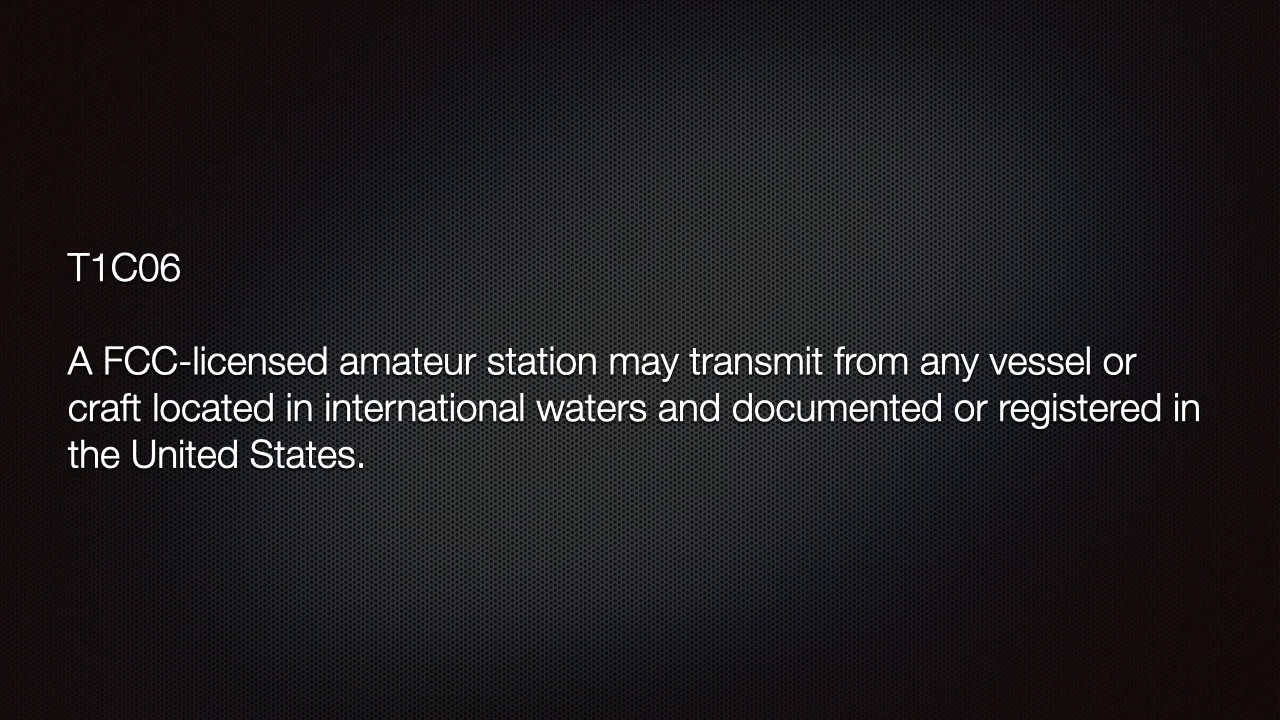 T1C06
A FCC-licensed amateur station may transmit from any vessel or
craft located in international waters and documented or registered in
the United States.